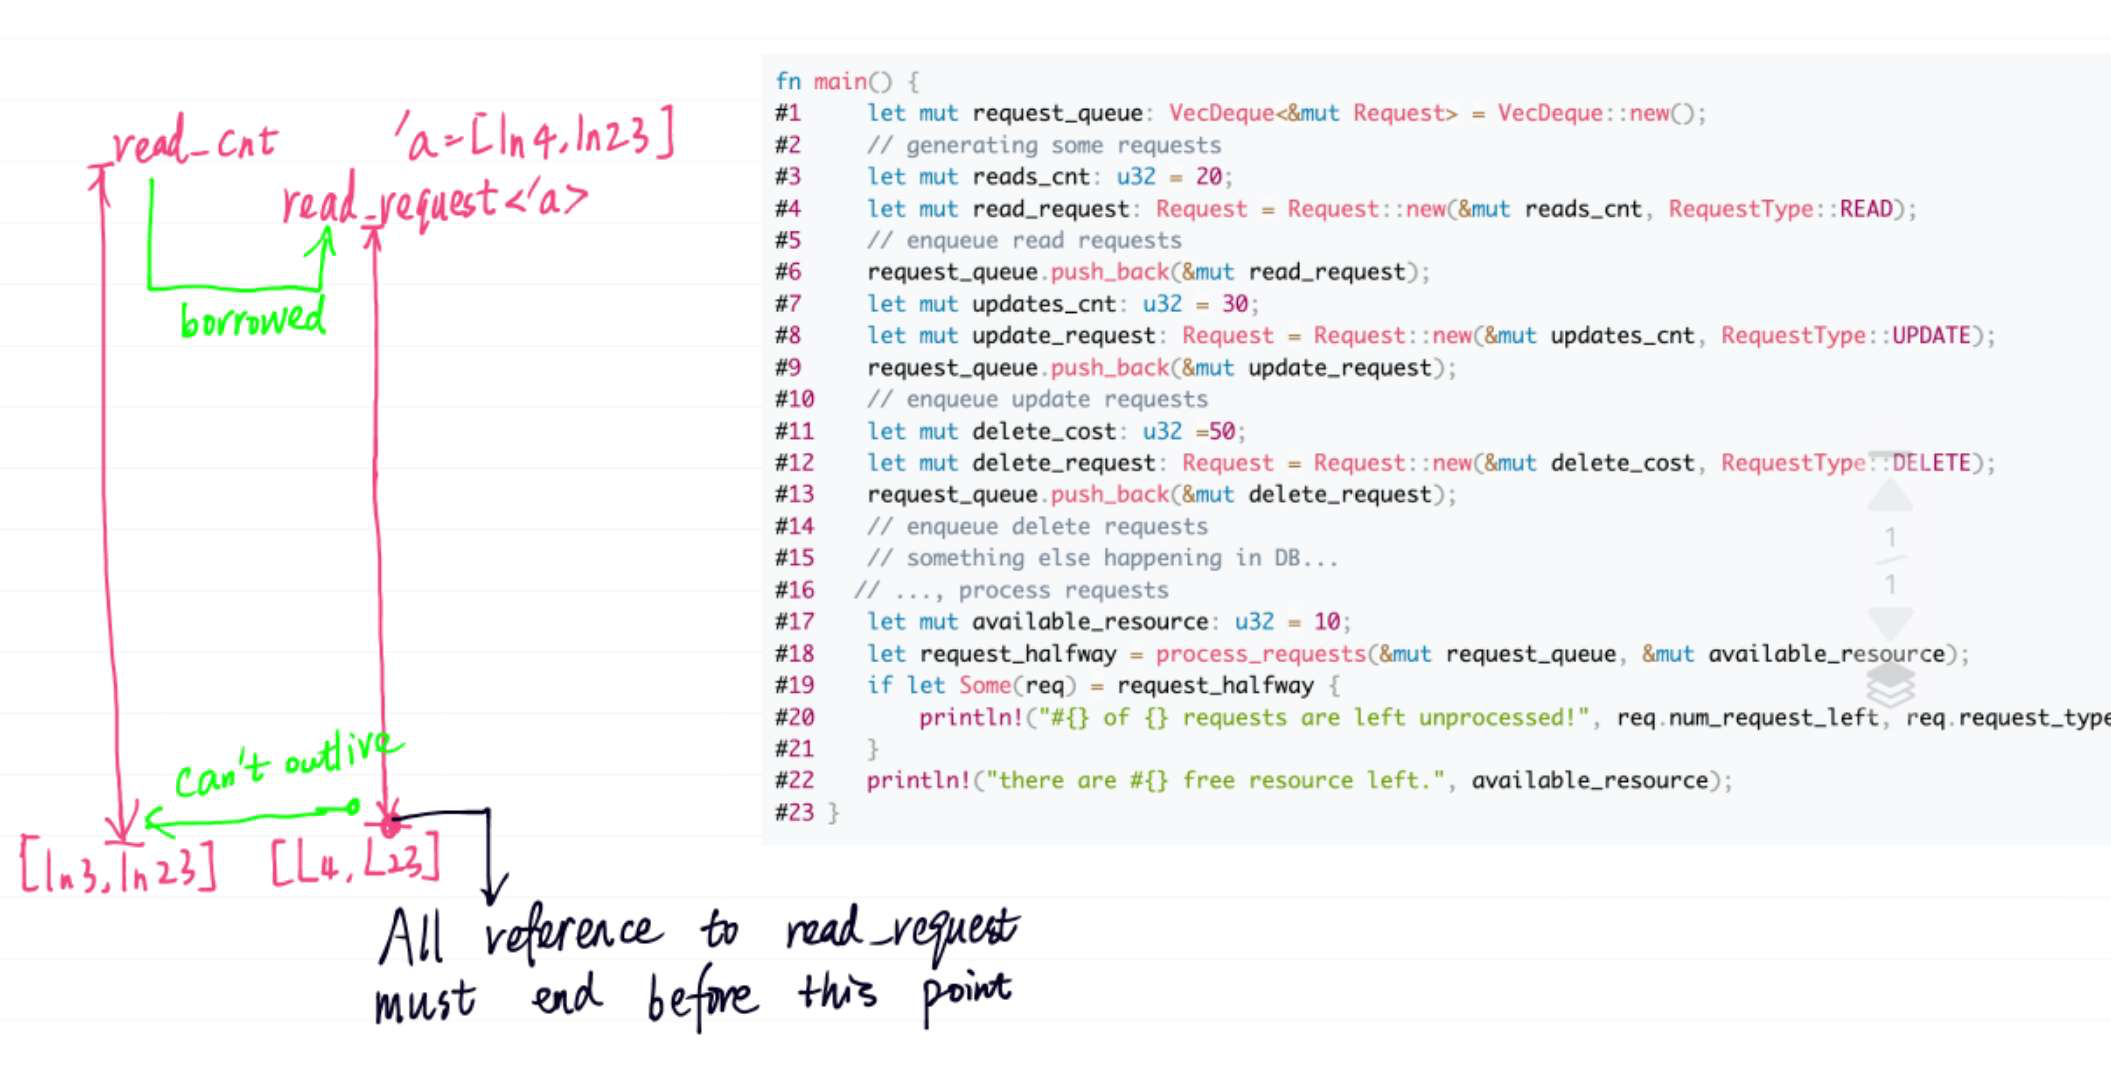 read_cnt
'a=[ln4,ln23]
read_request<'a>
borrowed
can't outlive
[ln3,ln23]
[L4,L23]
All reference to read_request
must end before this point
fn main() {
#1 let mut request_queue: VecDeque<&mut Request> = VecDeque::new();
#2 // generating some requests
#3 let mut reads_cnt: u32 = 20;
#4 let mut read_request: Request = Request::new(&mut reads_cnt, RequestType::READ);
#5 // enqueue read requests
#6 request_queue.push_back(&mut read_request);
#7 let mut updates_cnt: u32 = 30;
#8 let mut update_request: Request = Request::new(&mut updates_cnt, RequestType::UPDATE);
#9 request_queue.push_back(&mut update_request);
#10 // enqueue update requests
#11 let mut delete_cost: u32 =50;
#12 let mut delete_request: Request = Request::new(&mut delete_cost, RequestType::DELETE);
#13 request_queue.push_back(&mut delete_request);
#14 // enqueue delete requests
#15 // something else happening in DB...
#16 // ..., process requests
#17 let mut available_resource: u32 = 10;
#18 let request_halfway = process_requests(&mut request_queue, &mut available_resource);
#19 if let Some(req) = request_halfway {
#20 println!("#{} of {} requests are left unprocessed!", req.num_request_left, req.request_type
#21 }
#22 println!("there are #{} free resource left.", available_resource);
#23 }
1
1